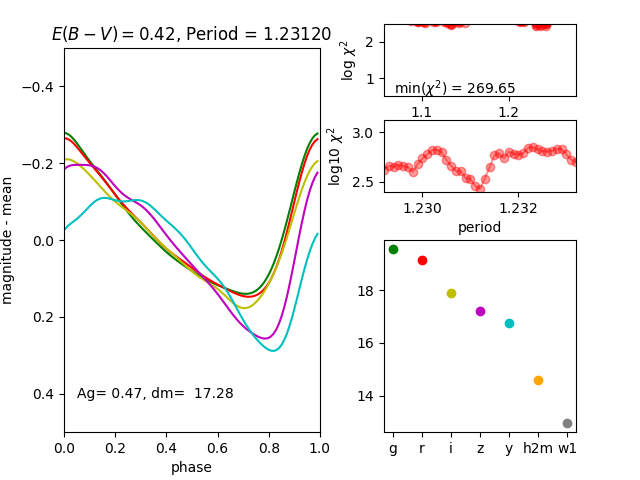 E(B − V) = 0.42, Period = 1.23120
magnitude - mean
−0.4
−0.2
0.0
0.2
0.4
Ag= 0.47, dm=  17.28
0.0 0.2 0.4 0.6 0.8 1.0
phase
log χ²
2
1
min(χ²) = 269.65
1.1 1.2
log10 χ²
3.0
2.5
1.230 1.232
period
18
16
14
g r i z y h2m w1